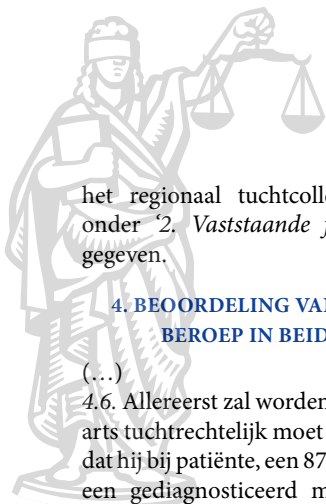 het regionaal tuchtcoll
onder ‘2. Vaststaande
gegeven.
4. BEOORDELING VA
BEROEP IN BEID
(…)
4.6. Allereerst zal worden
arts tuchtrechtelijk moet
dat hij bij patiënte, een 87
een gediagnosticeerd m